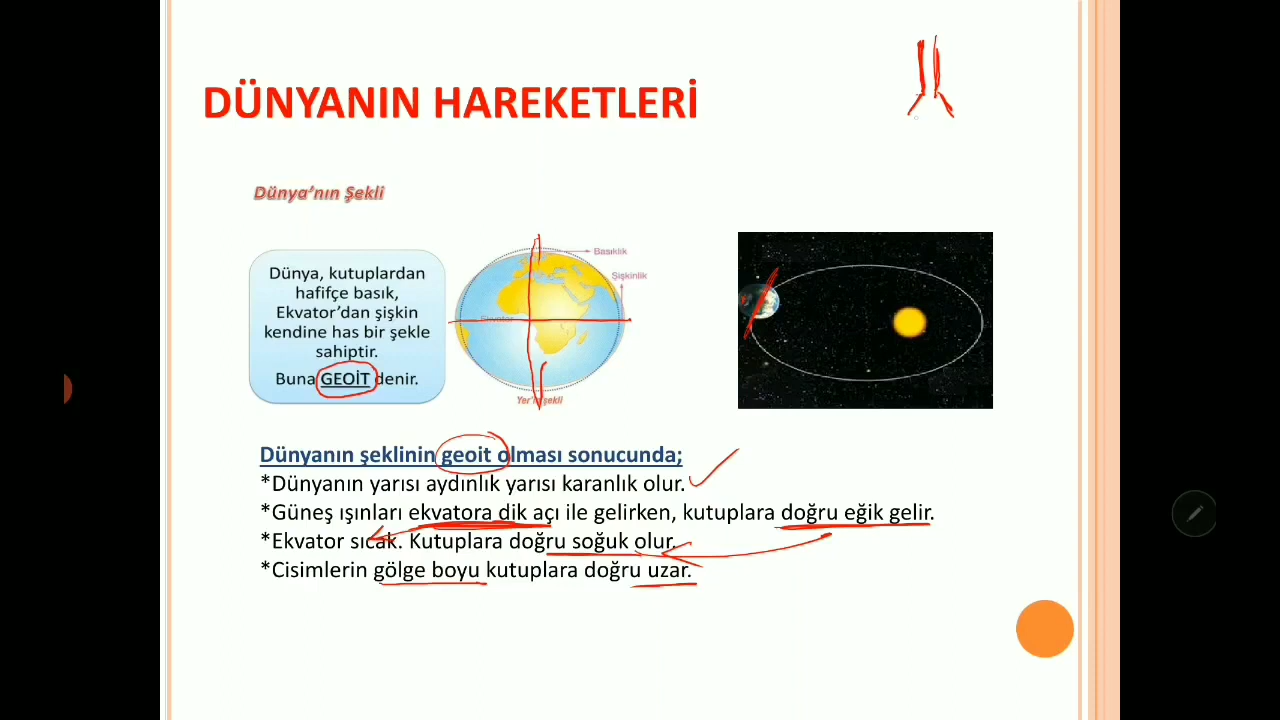 DÜNYANIN HAREKETLERİ
Dünya'nın Şekli
Dünya, kutuplardan
hafifçe basık,
Ekvator'dan şişkin
kendine has bir şekle
sahiptir.
Buna GEOİT denir.
Basıklık
Şişkinlik
Ekvator
Yer'in şekli
Dünyanın şeklinin geoit olması sonucunda;
*Dünyanın yarısı aydınlık yarısı karanlık olur.
*Güneş ışınları ekvatora dik açı ile gelirken, kutuplara doğru eğik gelir.
*Ekvator sıcak. Kutuplara doğru soğuk olur.
*Cisimlerin gölge boyu kutuplara doğru uzar.